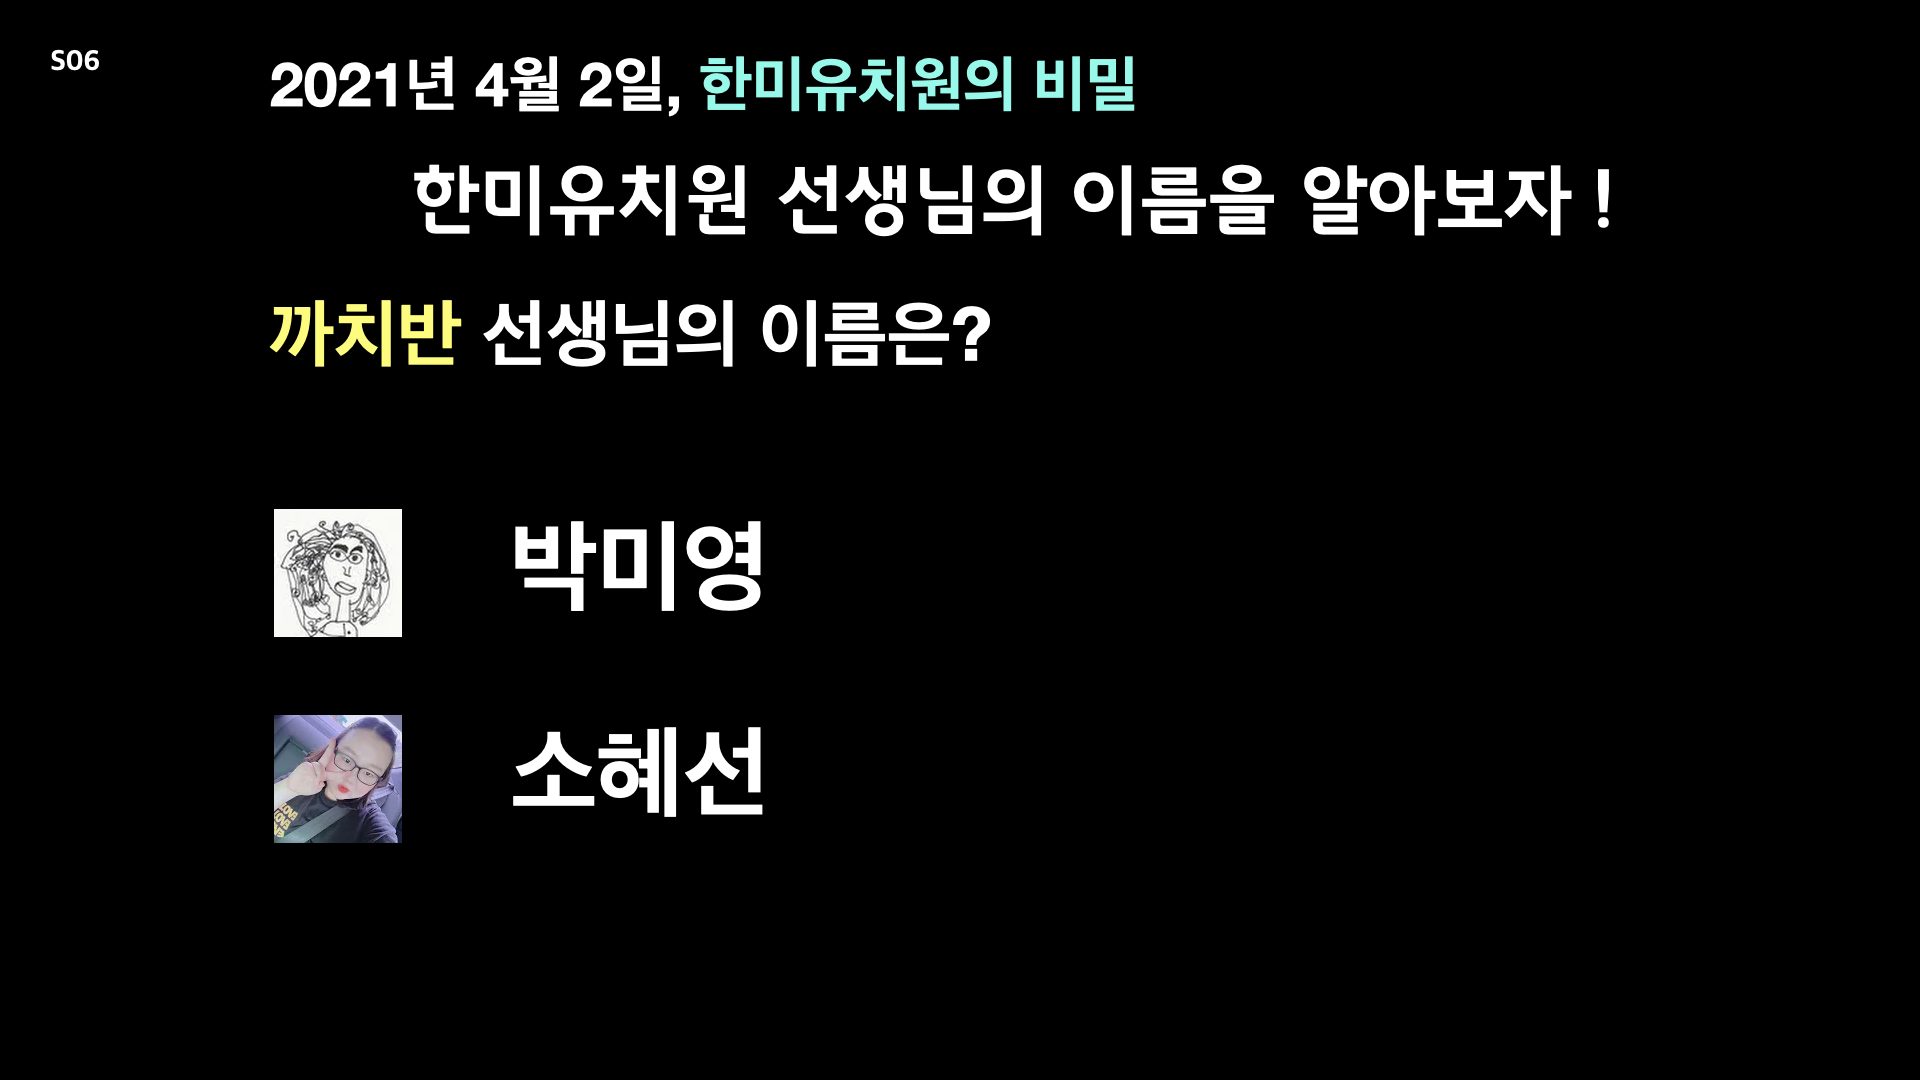 S06
2021년 4월 2일, 한미유치원의 비밀
한미유치원 선생님의 이름을 알아보자 !
까치반 선생님의 이름은?
박미영
소혜선